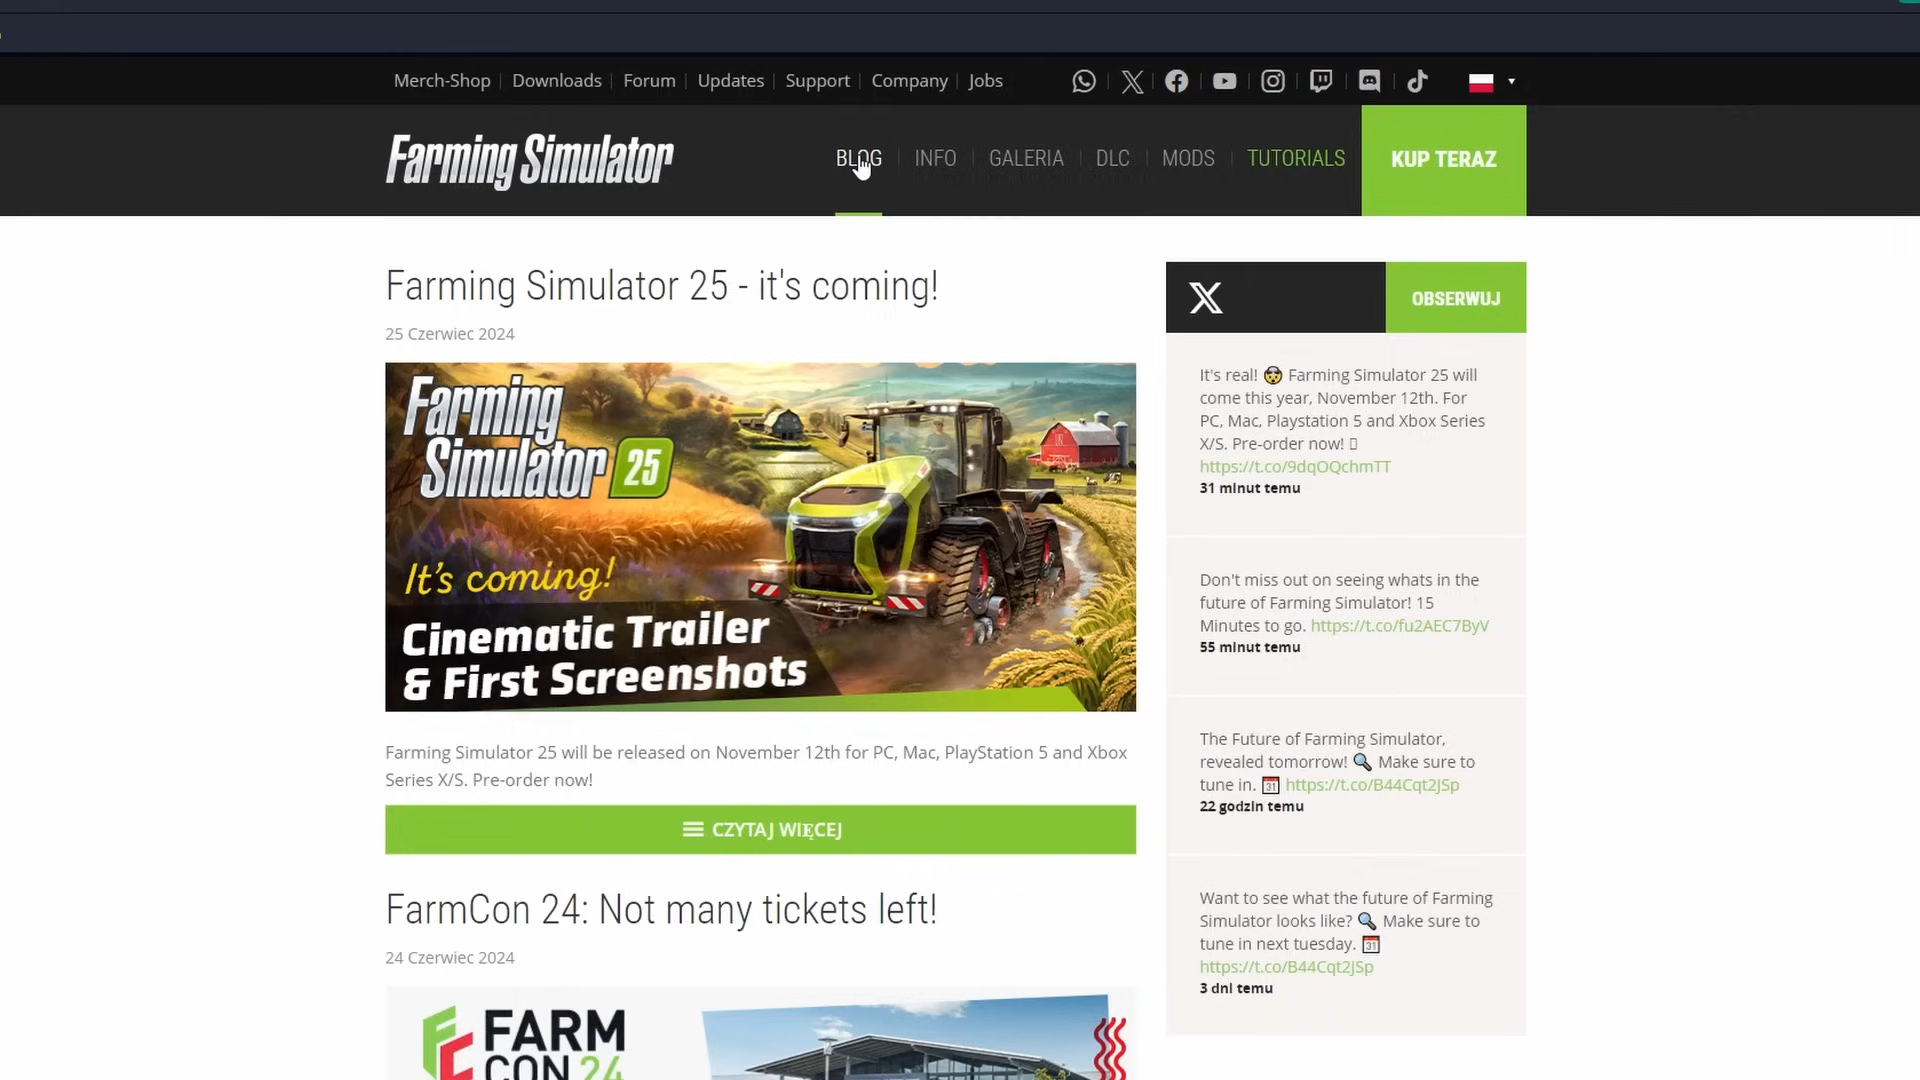 Merch-Shop Downloads Forum Updates Support Company Jobs
Farming Simulator
BLOG INFO GALERIA DLC MODS TUTORIALS KUP TERAZ
Farming Simulator 25 - it's coming!
25 Czerwiec 2024
Farming
Simulator 25
It's coming!
Cinematic Trailer
& First Screenshots
Farming Simulator 25 will be released on November 12th for PC, Mac, PlayStation 5 and Xbox
Series X/S. Pre-order now!
CZYTAJ WIĘCEJ
FarmCon 24: Not many tickets left!
24 Czerwiec 2024
FARM
CON 24
X OBSERWUJ
It's real! 🤯 Farming Simulator 25 will
come this year, November 12th. For
PC, Mac, Playstation 5 and Xbox Series
X/S. Pre-order now!
https://t.co/9dqOQchmTT
31 minut temu
Don't miss out on seeing whats in the
future of Farming Simulator! 15
Minutes to go. https://t.co/fu2AEC7ByV
55 minut temu
The Future of Farming Simulator,
revealed tomorrow! 🔍 Make sure to
tune in. 📅 https://t.co/B44Cqt2JSp
22 godzin temu
Want to see what the future of Farming
Simulator looks like? 🔍 Make sure to
tune in next tuesday. 📅
https://t.co/B44Cqt2JSp
3 dni temu